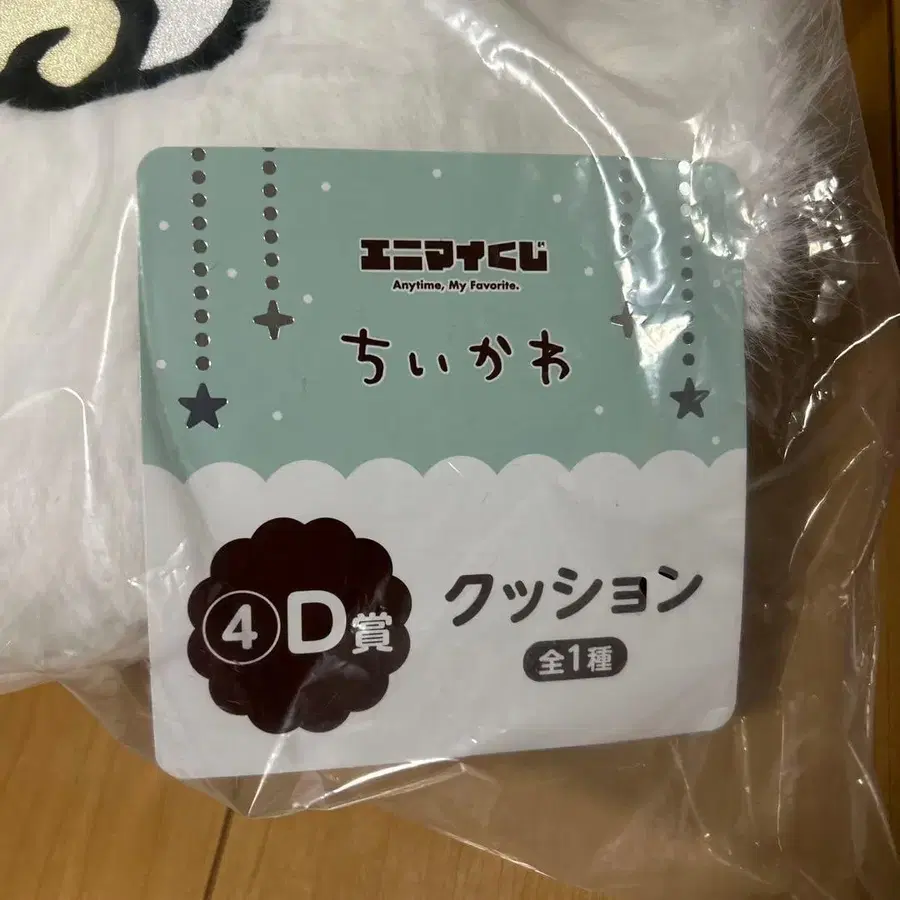 エニマイくじ
Anytime, My Favorite.
ちいかわ
④D賞
クッション
全1種